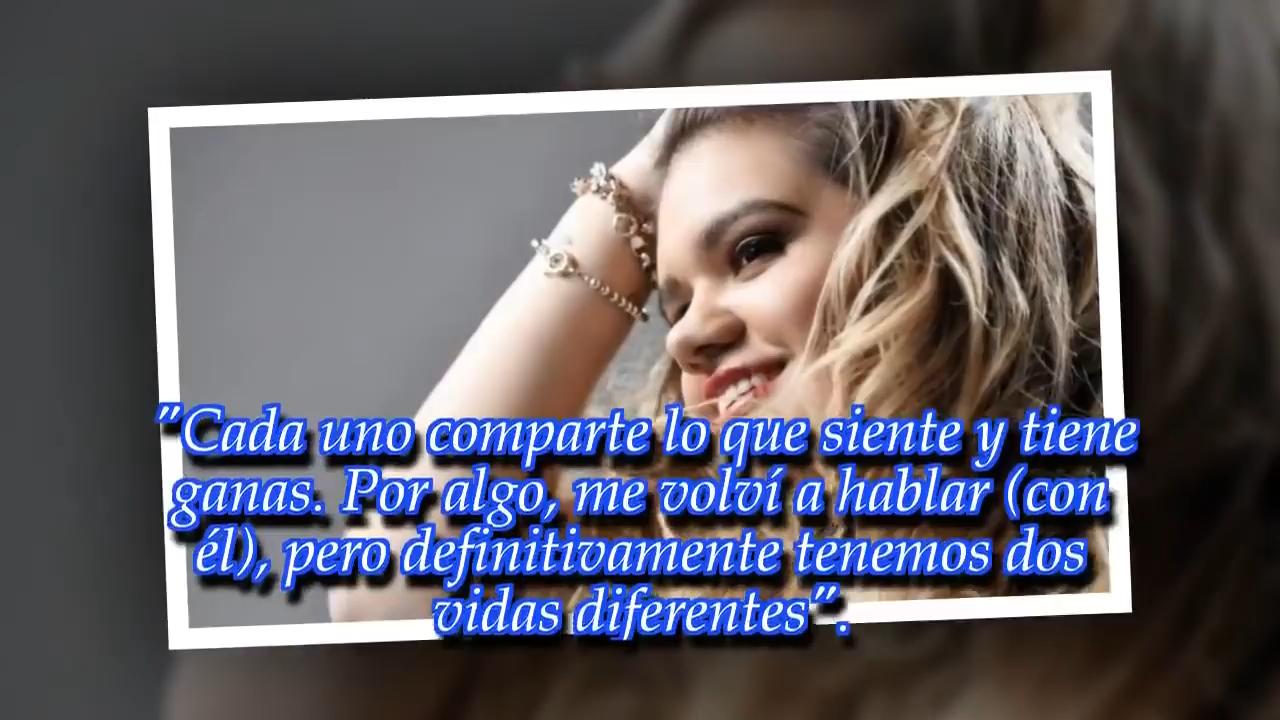 "Cada uno comparte lo que siente y tiene
ganas. Por algo, me volví a hablar (con
él), pero definitivamente tenemos dos
vidas diferentes".